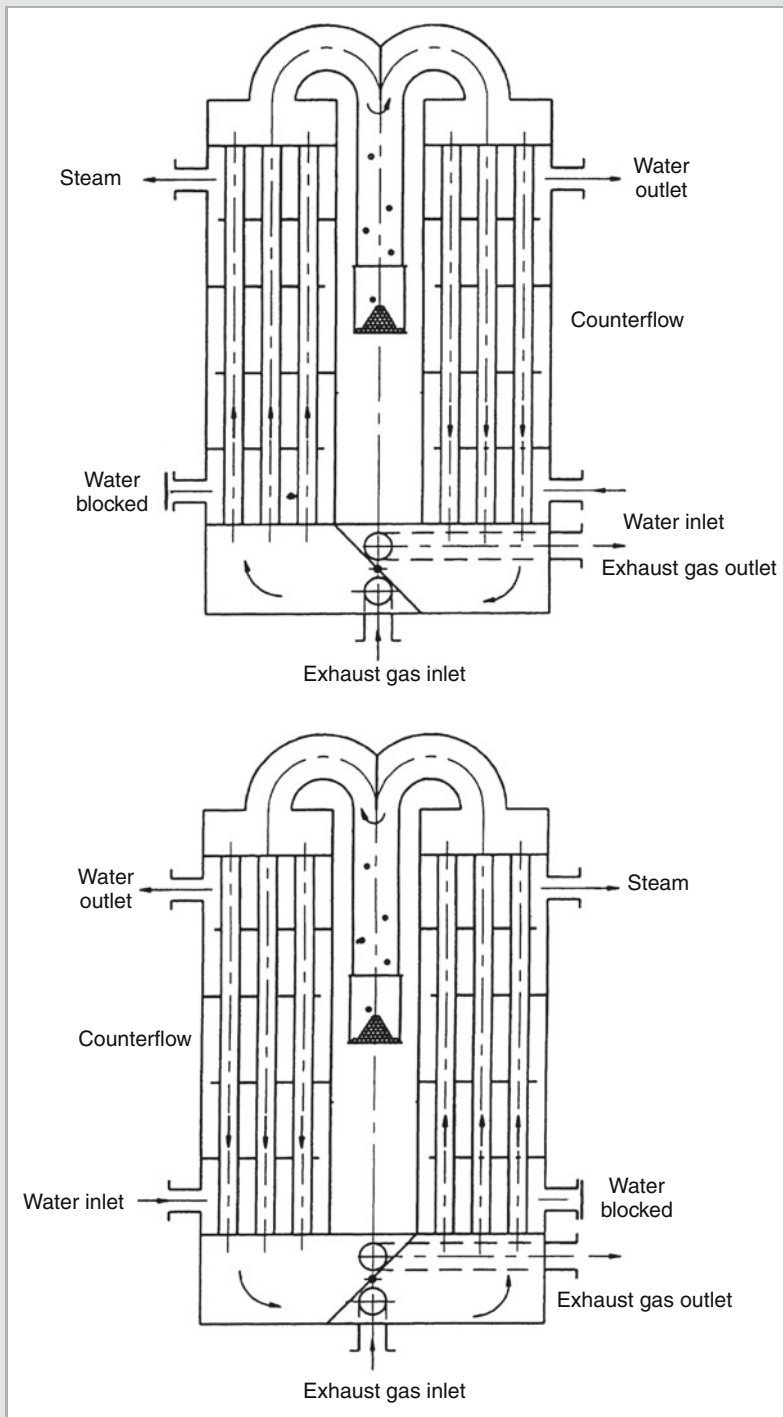 Steam
Water
outlet
Counterflow
Water
blocked
Water inlet
Exhaust gas outlet
Exhaust gas inlet
Water
outlet
Steam
Counterflow
Water inlet
Water
blocked
Exhaust gas outlet
Exhaust gas inlet